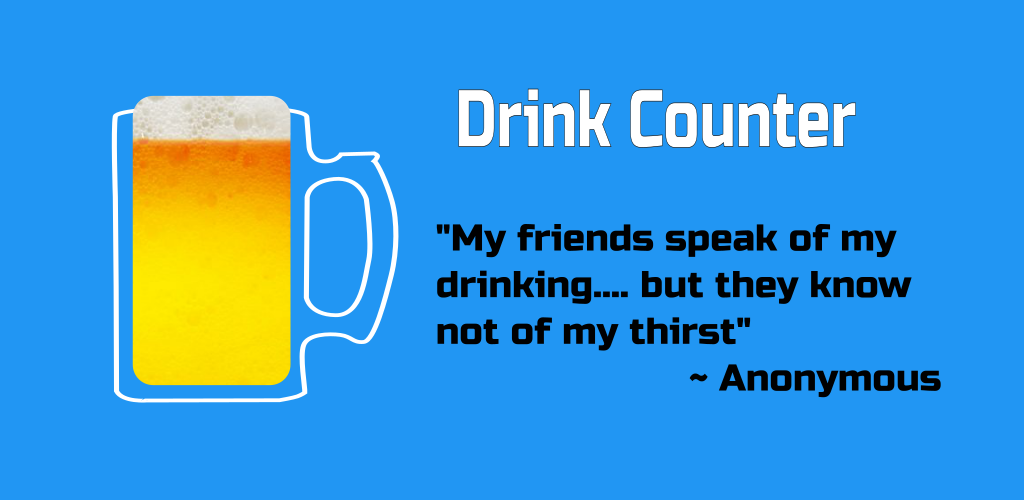 Drink Counter
"My friends speak of my
drinking.... but they know
not of my thirst"
~ Anonymous